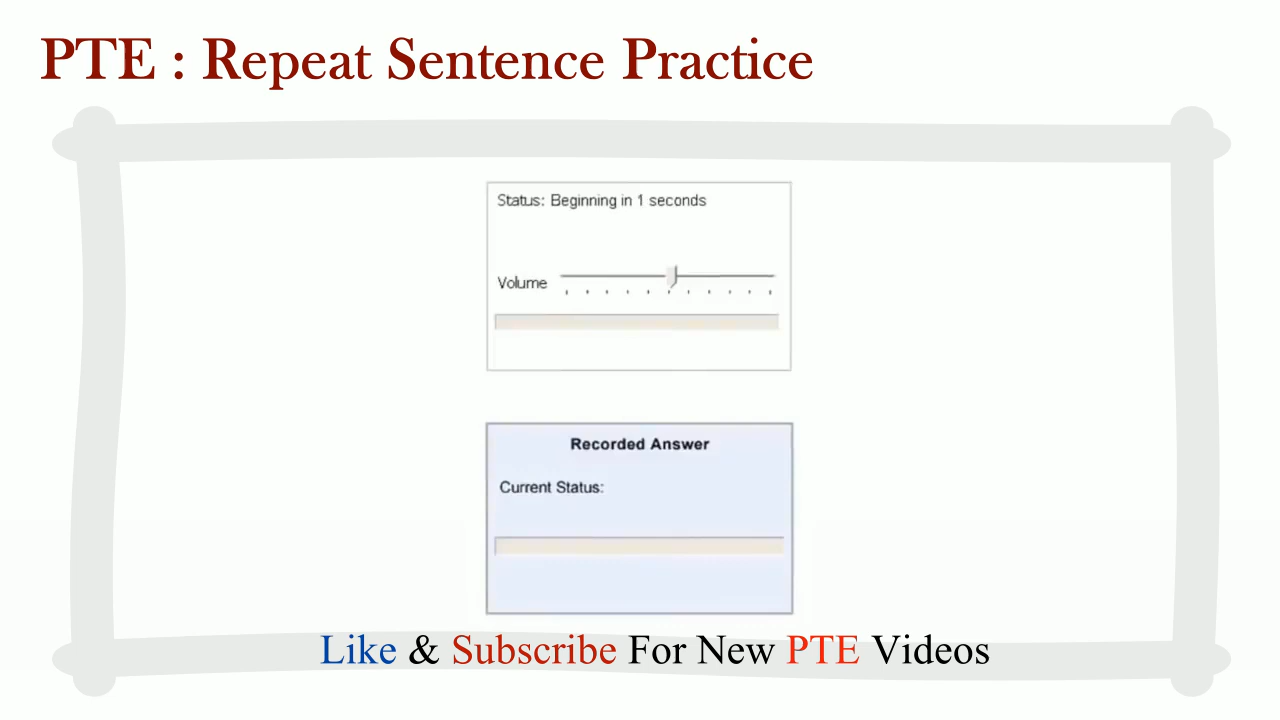 PTE : Repeat Sentence Practice
Status: Beginning in 1 seconds
Volume
Recorded Answer
Current Status:
Like & Subscribe For New PTE Videos